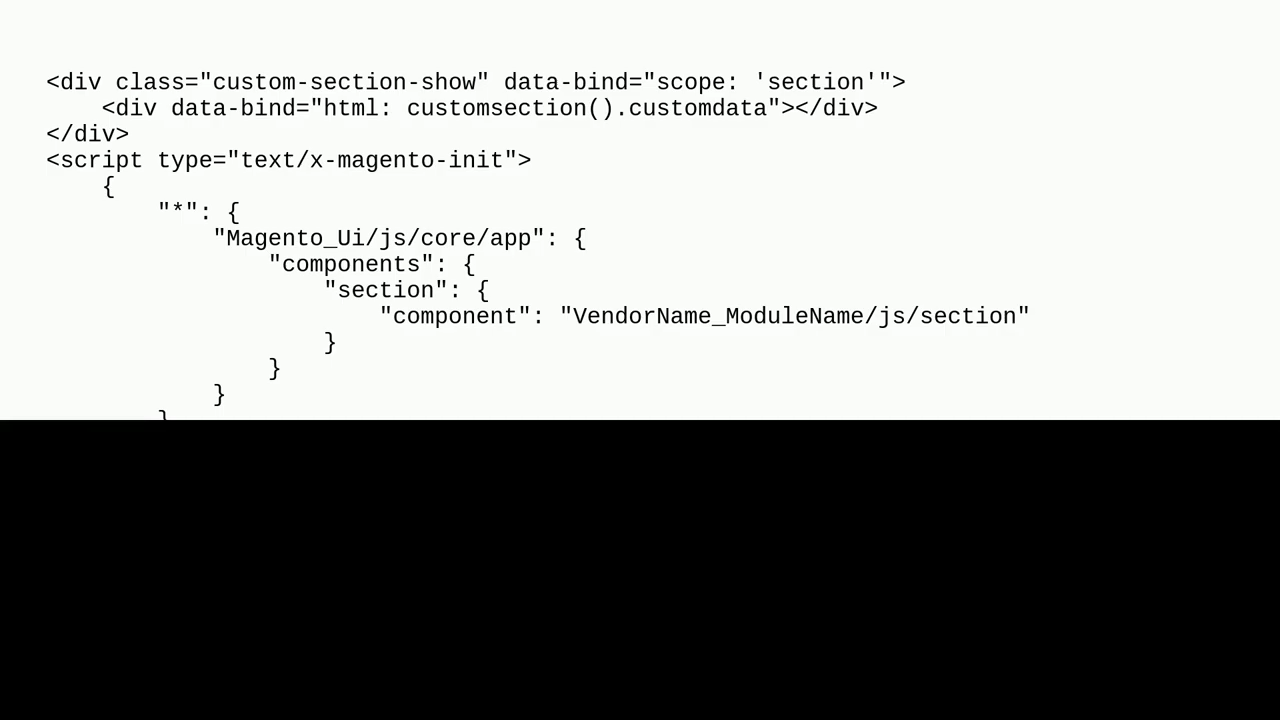 <div class="custom-section-show" data-bind="scope: 'section'">
    <div data-bind="html: customsection().customdata"></div>
</div>
<script type="text/x-magento-init">
    {
        "*": {
            "Magento_Ui/js/core/app": {
                "components": {
                    "section": {
                        "component": "VendorName_ModuleName/js/section"
                    }
                }
            }
        }